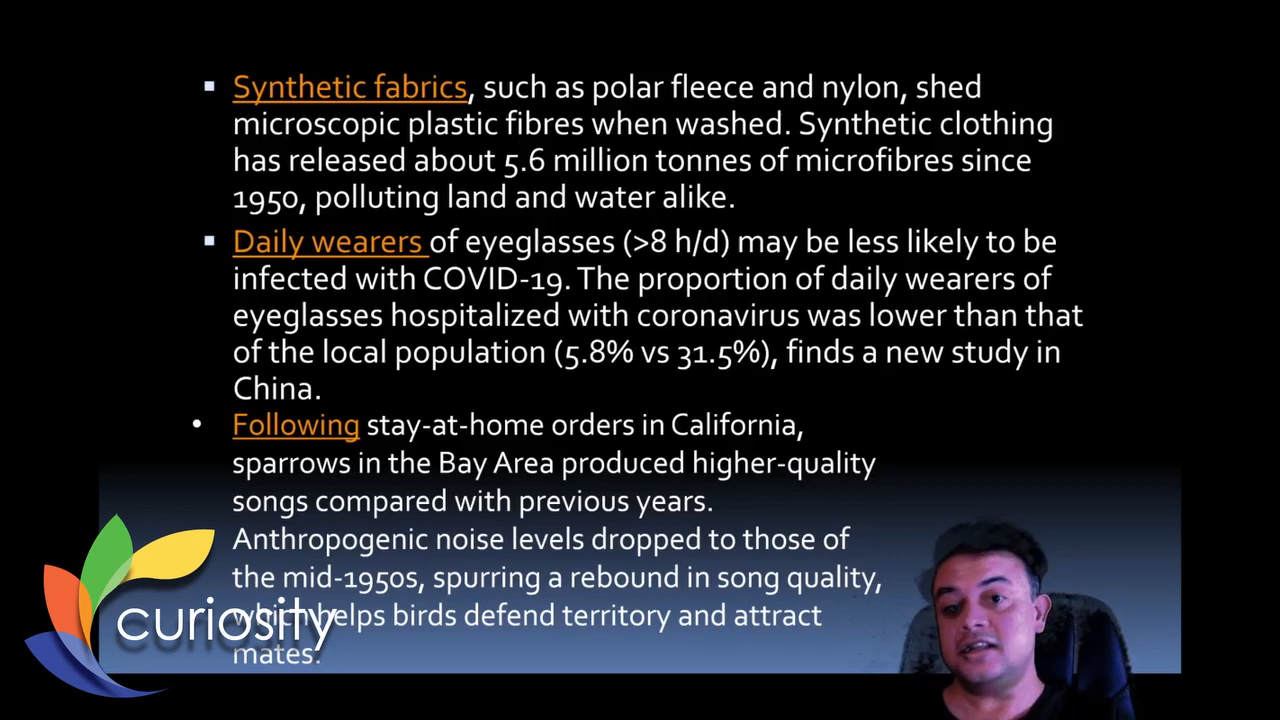 Synthetic fabrics, such as polar fleece and nylon, shed
microscopic plastic fibres when washed. Synthetic clothing
has released about 5.6 million tonnes of microfibres since
1950, polluting land and water alike.
Daily wearers of eyeglasses (>8 h/d) may be less likely to be
infected with COVID-19. The proportion of daily wearers of
eyeglasses hospitalized with coronavirus was lower than that
of the local population (5.8% vs 31.5%), finds a new study in
China.
Following stay-at-home orders in California,
sparrows in the Bay Area produced higher-quality
songs compared with previous years.
Anthropogenic noise levels dropped to those of
the mid-1950s, spurring a rebound in song quality,
which helps birds defend territory and attract
mates.
curiosity